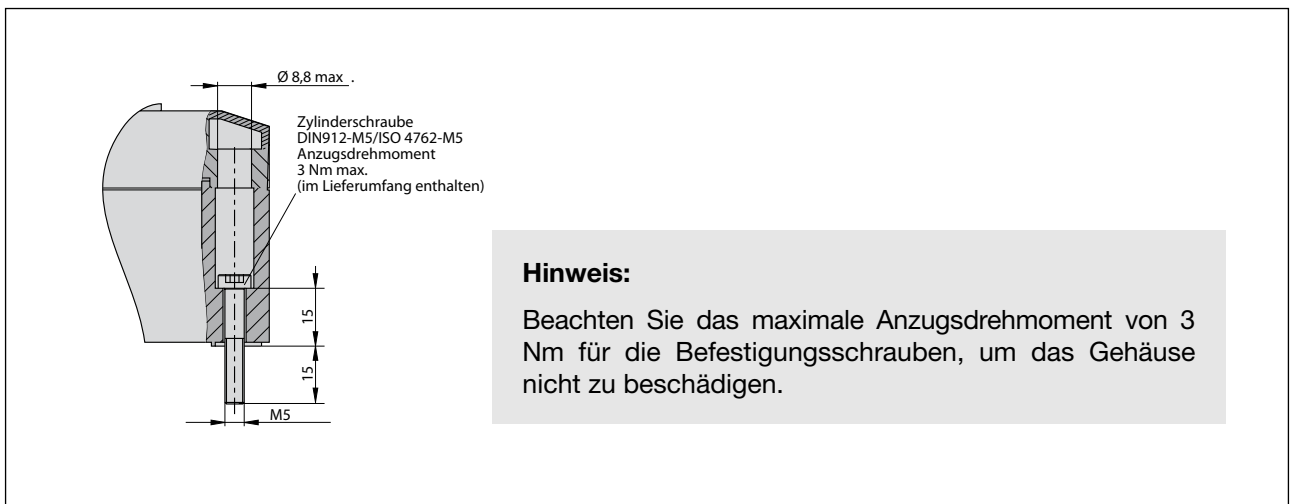 Ø 8,8 max .
Zylinderschraube
DIN912-M5/ISO 4762-M5
Anzugsdrehmoment
3 Nm max.
(im Lieferumfang enthalten)
15
15
M5
Hinweis:
Beachten Sie das maximale Anzugsdrehmoment von 3
Nm für die Befestigungsschrauben, um das Gehäuse
nicht zu beschädigen.